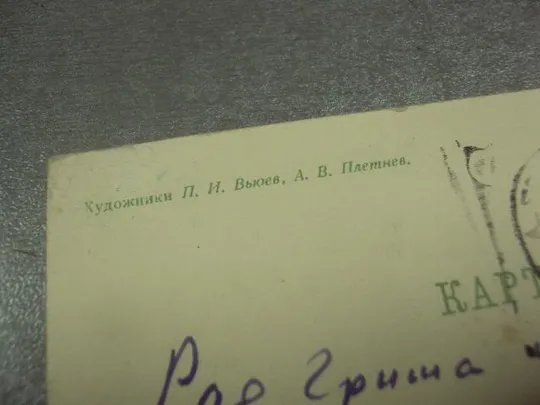 Художники П. И. Вьюев, А. В. Плетнев.
КАРТ
Гриша